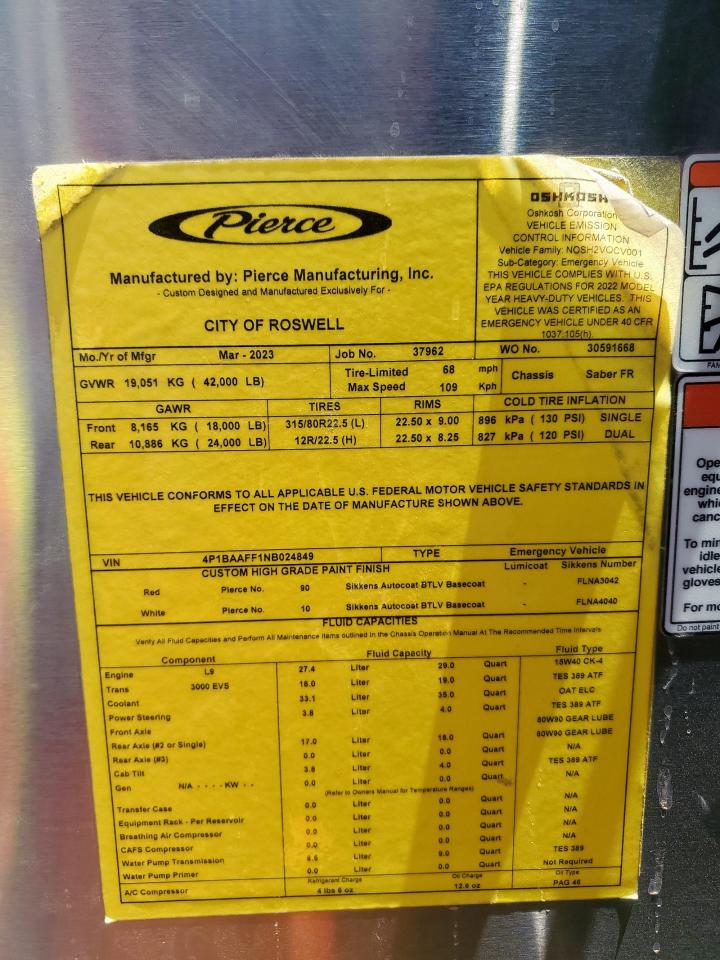 Pierce
Manufactured by: Pierce Manufacturing, Inc.
- Custom Designed and Manufactured Exclusively For -
CITY OF ROSWELL
OSHKOSH
Oshkosh Corporation
VEHICLE EMISSION
CONTROL INFORMATION
Vehicle Family: NOSH2VOCV001
Sub-Category: Emergency Vehicle
THIS VEHICLE COMPLIES WITH U.S.
EPA REGULATIONS FOR 2022 MODEL
YEAR HEAVY-DUTY VEHICLES. THIS
VEHICLE WAS CERTIFIED AS AN
EMERGENCY VEHICLE UNDER 40 CFR
1037.105(h).
Mo./Yr of Mfgr Mar - 2023 Job No. 37962 WO No. 30591668
GVWR 19,051 KG ( 42,000 LB) Tire-Limited 68 mph
Max Speed 109 Kph Chassis Saber FR
GAWR TIRES RIMS COLD TIRE INFLATION
Front 8,165 KG ( 18,000 LB) 315/80R22.5 (L) 22.50 x 9.00 896 kPa ( 130 PSI) SINGLE
Rear 10,886 KG ( 24,000 LB) 12R/22.5 (H) 22.50 x 8.25 827 kPa ( 120 PSI) DUAL
THIS VEHICLE CONFORMS TO ALL APPLICABLE U.S. FEDERAL MOTOR VEHICLE SAFETY STANDARDS IN
EFFECT ON THE DATE OF MANUFACTURE SHOWN ABOVE.
VIN 4P1BAAFF1NB024849 TYPE Emergency Vehicle
CUSTOM HIGH GRADE PAINT FINISH Lumicoat Sikkens Number
Red Pierce No. 90 Sikkens Autocoat BTLV Basecoat - FLNA3042
White Pierce No. 10 Sikkens Autocoat BTLV Basecoat - FLNA4040
FLUID CAPACITIES
Verify All Fluid Capacities and Perform All Maintenance Items outlined in the Chassis Operation Manual At The Recommended Time Intervals
Component Fluid Capacity Fluid Type
Engine L9 27.4 Liter 29.0 Quart 15W40 CK-4
Trans 3000 EVS 18.0 Liter 19.0 Quart TES 389 ATF
Coolant 33.1 Liter 35.0 Quart OAT ELC
Power Steering 3.8 Liter 4.0 Quart TES 389 ATF
Front Axle 80W90 GEAR LUBE
Rear Axle (#2 or Single) 17.0 Liter 18.0 Quart 80W90 GEAR LUBE
Rear Axle (#3) 0.0 Liter 0.0 Quart N/A
Cab Tilt 3.8 Liter 4.0 Quart TES 389 ATF
Gen N/A - - - - KW - - 0.0 Liter 0.0 Quart N/A
(Refer to Owners Manual for Temperature Ranges)
Transfer Case 0.0 Liter 0.0 Quart N/A
Equipment Rack - Per Reservoir 0.0 Liter 0.0 Quart N/A
Breathing Air Compressor 0.0 Liter 0.0 Quart N/A
CAFS Compressor 0.0 Liter 0.0 Quart N/A
Water Pump Transmission Liter 9.0 Quart TES 389
Water Pump Primer 0.0 Liter 0.0 Quart Not Required
Refrigerant Charge Oil Charge Oil Type
A/C Compressor 4 lbs 6 oz 12.6 oz PAG 46
FAM
Ope
equ
engine
whi
canc
To mir
idle
vehic
gloves
For mo
Do not paint